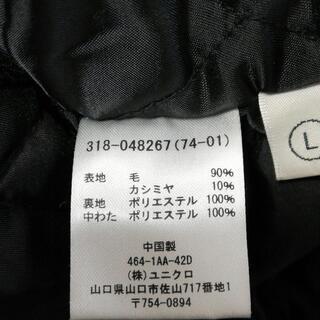 318-048267(74-01)
表地 毛 90%
カシミヤ 10%
裏地 ポリエステル 100%
中わた ポリエステル 100%
中国製
464-1AA-42D
(株)ユニクロ
山口県山口市佐山717番地1
〒754-0894
L